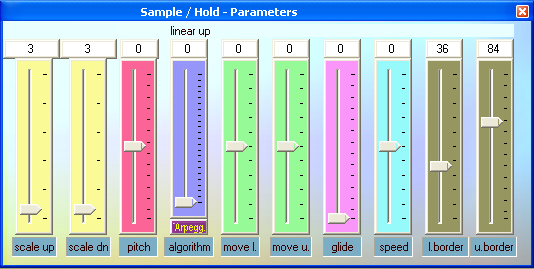 Sample / Hold - Parameters
linear up
3 3 0 0 0 0 0 0 36 84
Arpegg.
scale up scale dn pitch algorithm move l. move u. glide speed l.border u.border